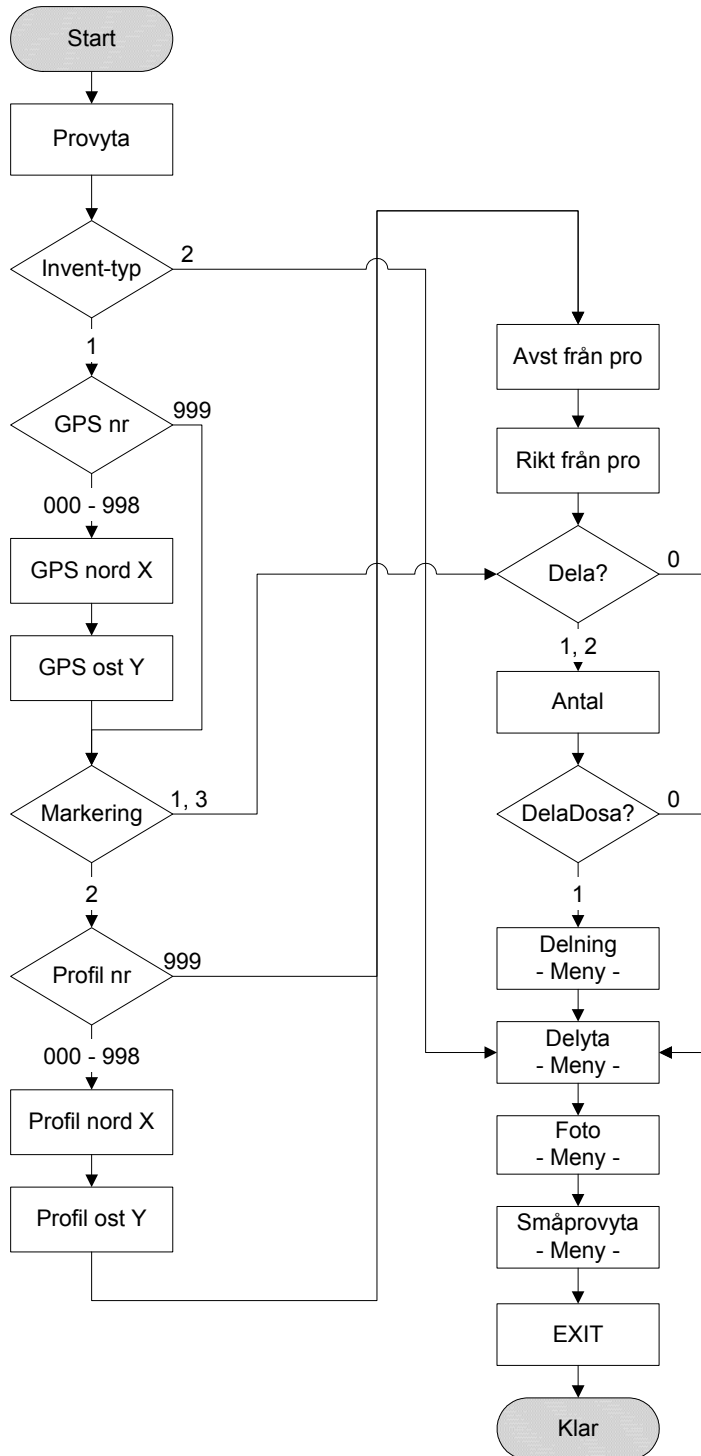 Start
Provyta
Invent-typ
2
1
GPS nr
999
000 - 998
GPS nord X
GPS ost Y
Markering
1, 3
2
Profil nr
999
000 - 998
Profil nord X
Profil ost Y
Avst från pro
Rikt från pro
Dela?
0
1, 2
Antal
DelaDosa?
0
1
Delning
- Meny -
Delyta
- Meny -
Foto
- Meny -
Småprovyta
- Meny -
EXIT
Klar